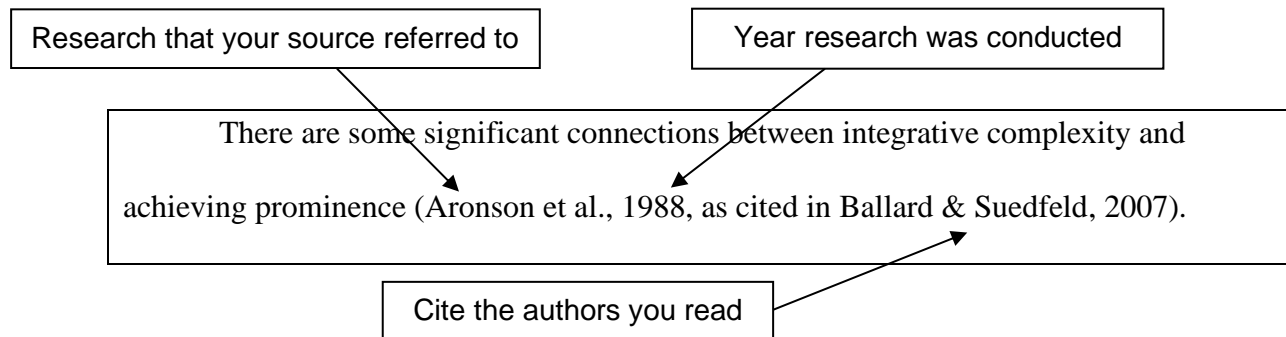 Research that your source referred to
Year research was conducted
There are some significant connections between integrative complexity and
achieving prominence (Aronson et al., 1988, as cited in Ballard & Suedfeld, 2007).
Cite the authors you read